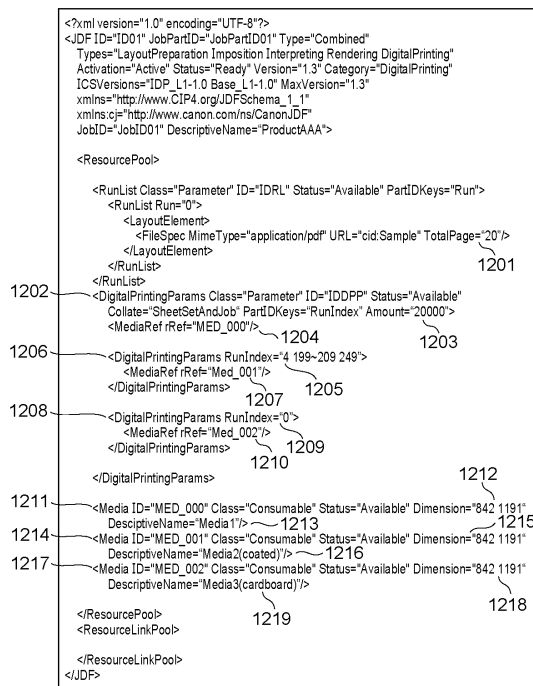 <?xml version="1.0" encoding="UTF-8"?>
<JDF ID="ID01" JobPartID="JobPartID01" Type="Combined"
Types="LayoutPreparation Imposition Interpreting Rendering DigitalPrinting"
Activation="Active" Status="Ready" Version="1.3" Category="DigitalPrinting"
ICSVersions="IDP_L1-1.0 Base_L1-1.0" MaxVersion="1.3"
xmlns="http://www.CIP4.org/JDFSchema_1_1"
xmlns:cj="http://www.canon.com/ns/CanonJDF"
JobID="JobID01" DescriptiveName="ProductAAA">
<ResourcePool>
<RunList Class="Parameter" ID="IDRL" Status="Available" PartIDKeys="Run">
<RunList Run="0">
<LayoutElement>
<FileSpec MimeType="application/pdf" URL="cid:Sample" TotalPage="20"/>
</LayoutElement>
1201
</RunList>
</RunList>
1202
<DigitalPrintingParams Class="Parameter" ID="IDDPP" Status="Available"
Collate="SheetSetAndJob" PartIDKeys="RunIndex" Amount="20000">
<MediaRef rRef="MED_000"/>
1203
1204
1206
<DigitalPrintingParams RunIndex="4 199~209 249">
<MediaRef rRef="Med_001"/>
1205
</DigitalPrintingParams>
1207
1208
<DigitalPrintingParams RunIndex="0">
<MediaRef rRef="Med_002"/>
1209
</DigitalPrintingParams>
1210
</DigitalPrintingParams>
1212
1211
<Media ID="MED_000" Class="Consumable" Status="Available" Dimension="842 1191"
DesciptiveName="Media1"/>
1213
1215
1214
<Media ID="MED_001" Class="Consumable" Status="Available" Dimension="842 1191"
DescriptiveName="Media2(coated)"/>
1216
1217
<Media ID="MED_002" Class="Consumable" Status="Available" Dimension="842 1191"
DescriptiveName="Media3(cardboard)"/>
1218
1219
</ResourcePool>
<ResourceLinkPool>
</ResourceLinkPool>
</JDF>